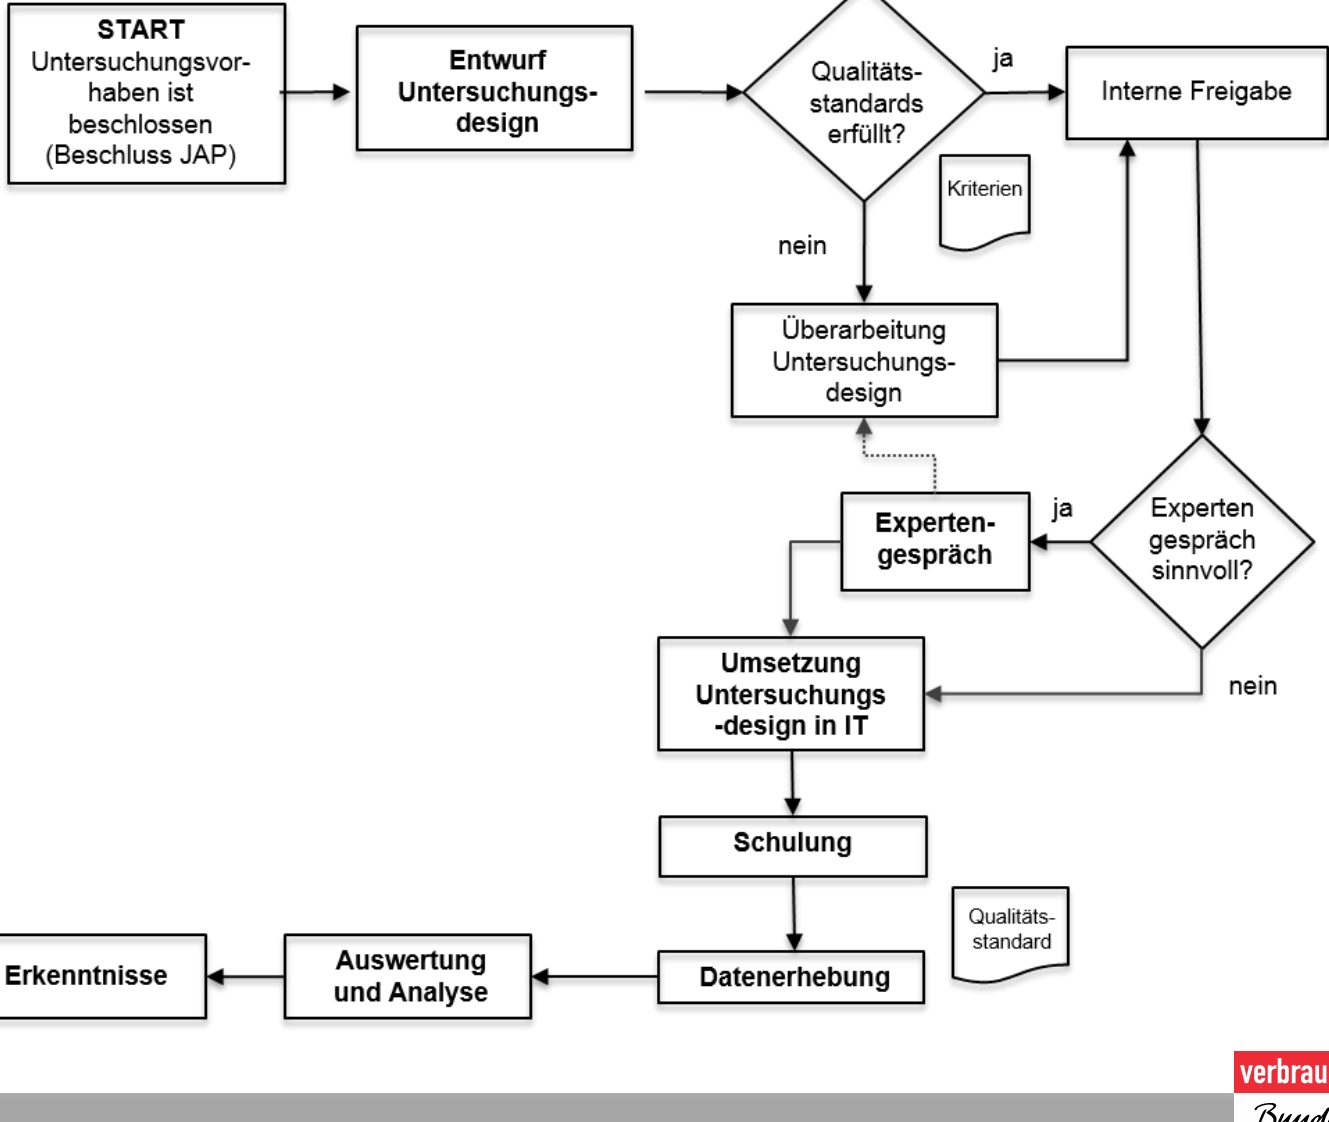 START
Untersuchungsvor-
haben ist
beschlossen
(Beschluss JAP)
Entwurf
Untersuchungs-
design
Qualitäts-
standards
erfüllt?
ja
Interne Freigabe
Kriterien
nein
Überarbeitung
Untersuchungs-
design
Experten-
gespräch
ja
Experten
gespräch
sinnvoll?
nein
Umsetzung
Untersuchungs
-design in IT
Schulung
Qualitäts-
standard
Datenerhebung
Auswertung
und Analyse
Erkenntnisse
verbrau